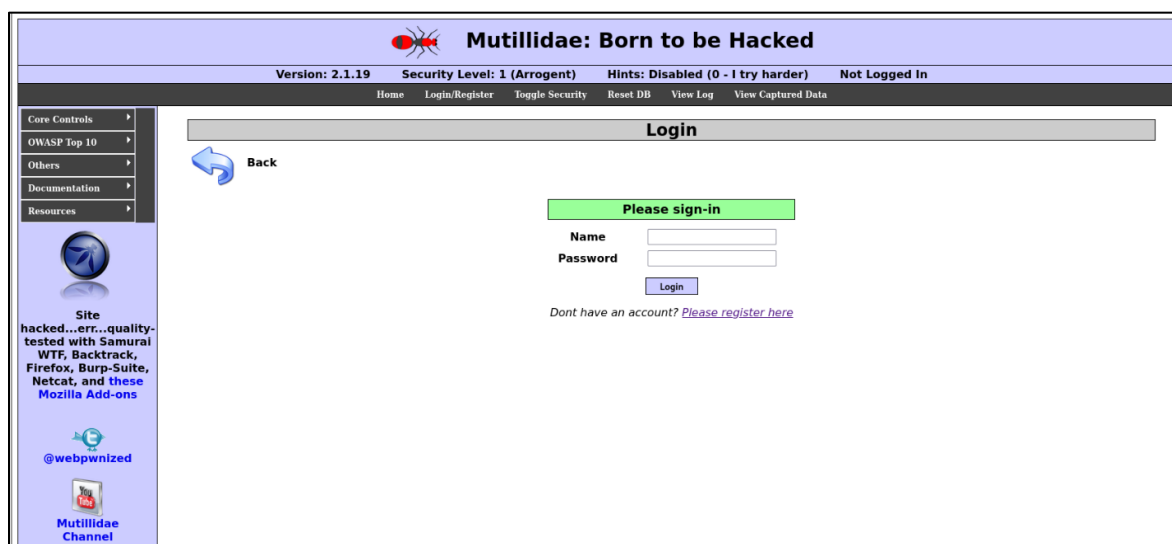 Mutillidae: Born to be Hacked
Version: 2.1.19 Security Level: 1 (Arrogent) Hints: Disabled (0 - I try harder) Not Logged In
Home Login/Register Toggle Security Reset DB View Log View Captured Data
Core Controls
OWASP Top 10
Others
Documentation
Resources
Site
hacked...err...quality-
tested with Samurai
WTF, Backtrack,
Firefox, Burp-Suite,
Netcat, and these
Mozilla Add-ons
@webpwnized
You
Tube
Mutillidae
Channel
Login
Back
Please sign-in
Name
Password
Login
Dont have an account? Please register here